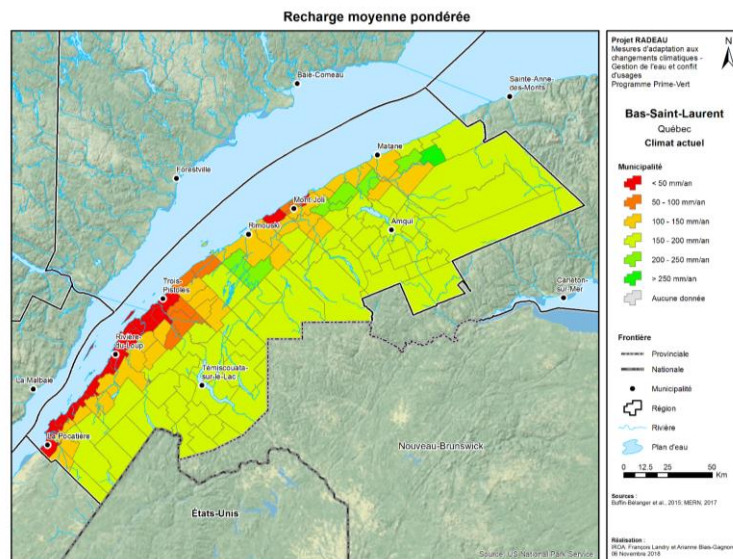 Recharge moyenne pondérée
Baie-Comeau
Sainte-Anne-
des-Monts
Forestville
Matane
Mont-Joli
Rimouski
Amqui
Carleton-
sur-Mer
Trois-
Pistoles
Rivière-
du-Loup
La Malbaie
Témiscouata-
sur-le-Lac
La Pocatière
Nouveau-Brunswick
États-Unis
Source: US National Park Service
Projet RADEAU
Mesures d'adaptation aux
changements climatiques -
Gestion de l'eau et conflit
d'usages
Programme Prime-Vert
N
Bas-Saint-Laurent
Québec
Climat actuel
Municipalité
< 50 mm/an
50 - 100 mm/an
100 - 150 mm/an
150 - 200 mm/an
200 - 250 mm/an
> 250 mm/an
Aucune donnée
Frontière
Provinciale
Nationale
Municipalité
Région
Rivière
Plan d'eau
0 12.5 25 50
Km
Sources :
Buffin-Bélanger et al., 2015; MERN, 2017
Réalisation :
IRDA: François Landry et Arianne Blais-Gagnon
06 Novembre 2018